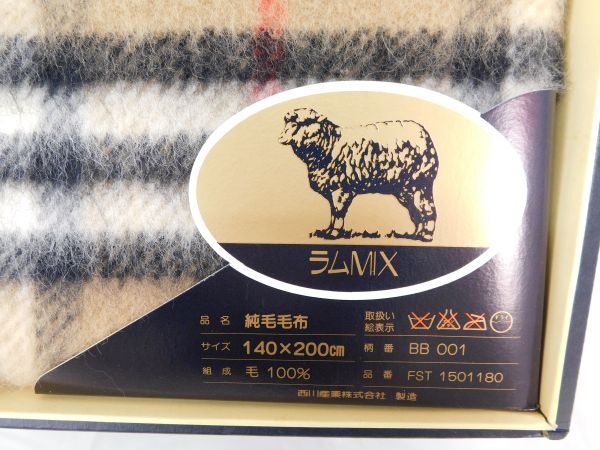 ラムMIX
品名 純毛毛布
サイズ 140×200cm
組成 毛 100%
取扱い
絵表示
柄番 BB 001
品番 FST 1501180
西川産業株式会社 製造